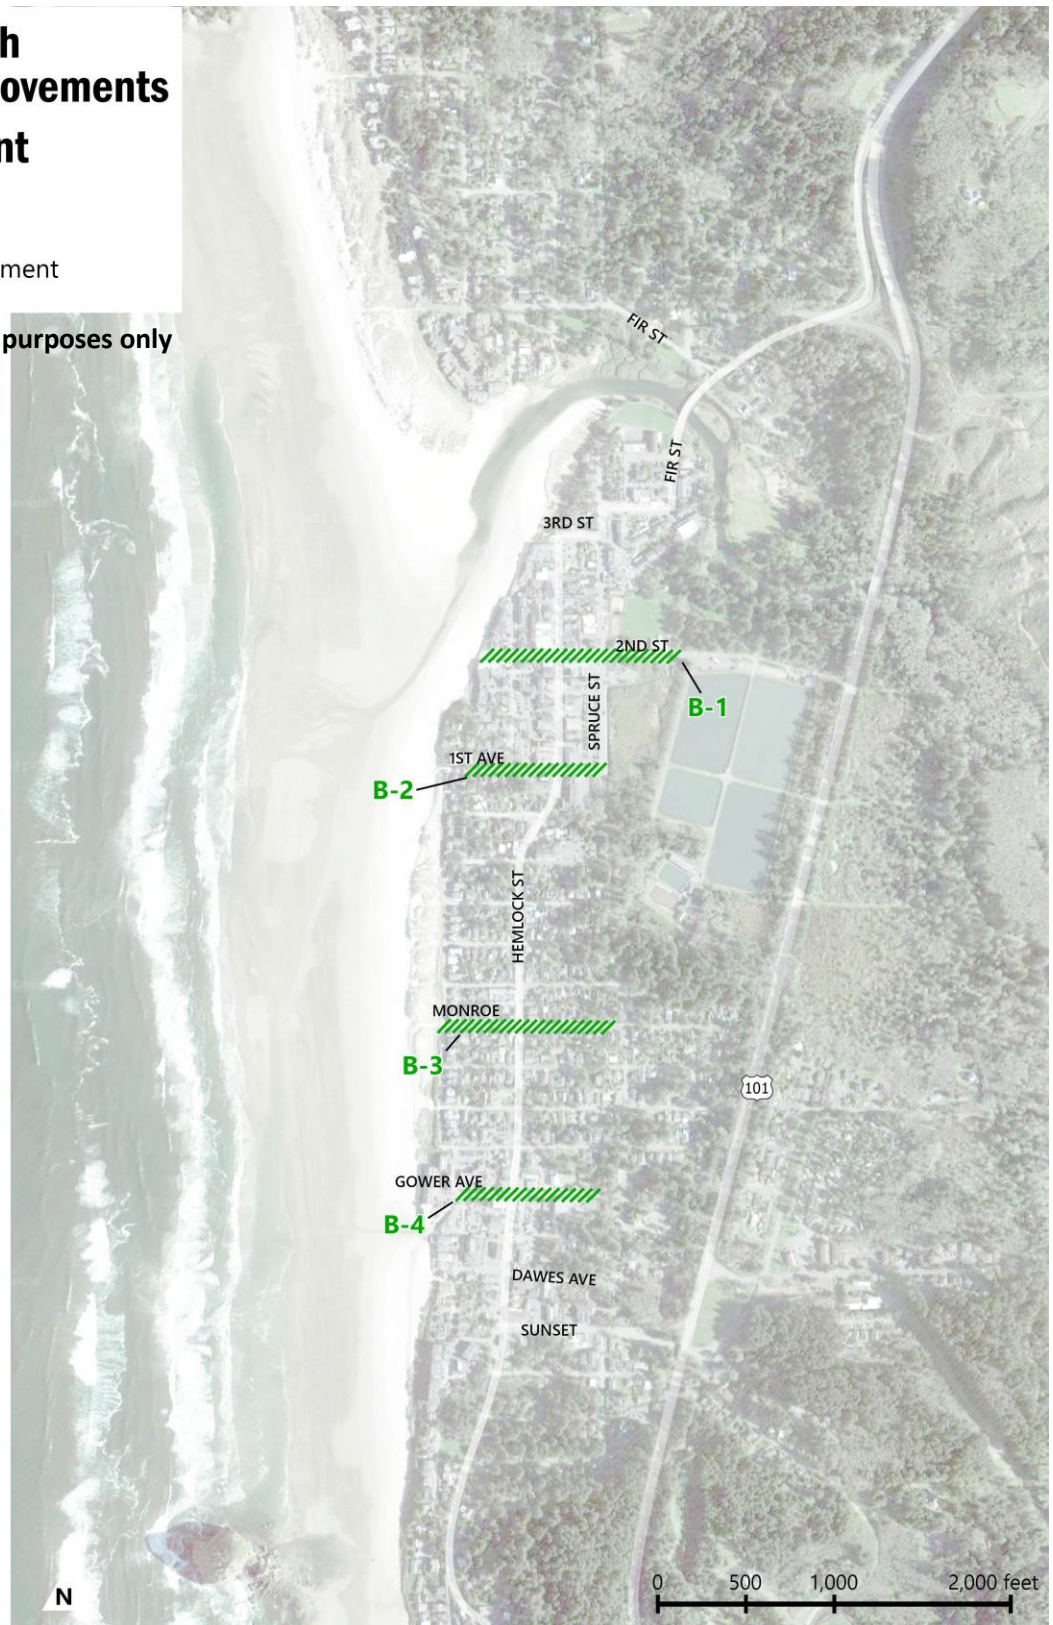 h
ovements
nt
ment
purposes only
FIR ST
FIR ST
3RD ST
2ND ST
B-1
SPRUCE ST
1ST AVE
B-2
HEMLOCK ST
MONROE
B-3
101
GOWER AVE
B-4
DAWES AVE
SUNSET
N
0 500 1,000 2,000 feet